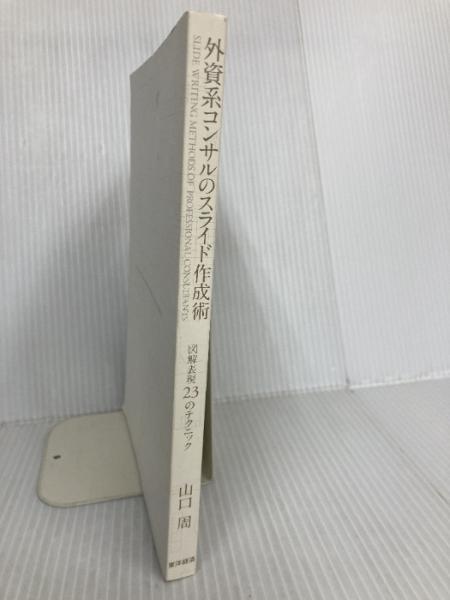 外資系コンサルのスライド作成術
SLIDE WRITING METHODS OF PROFESSIONAL CONSULTANTS
図解表現23のテクニック
山口 周
東洋経済